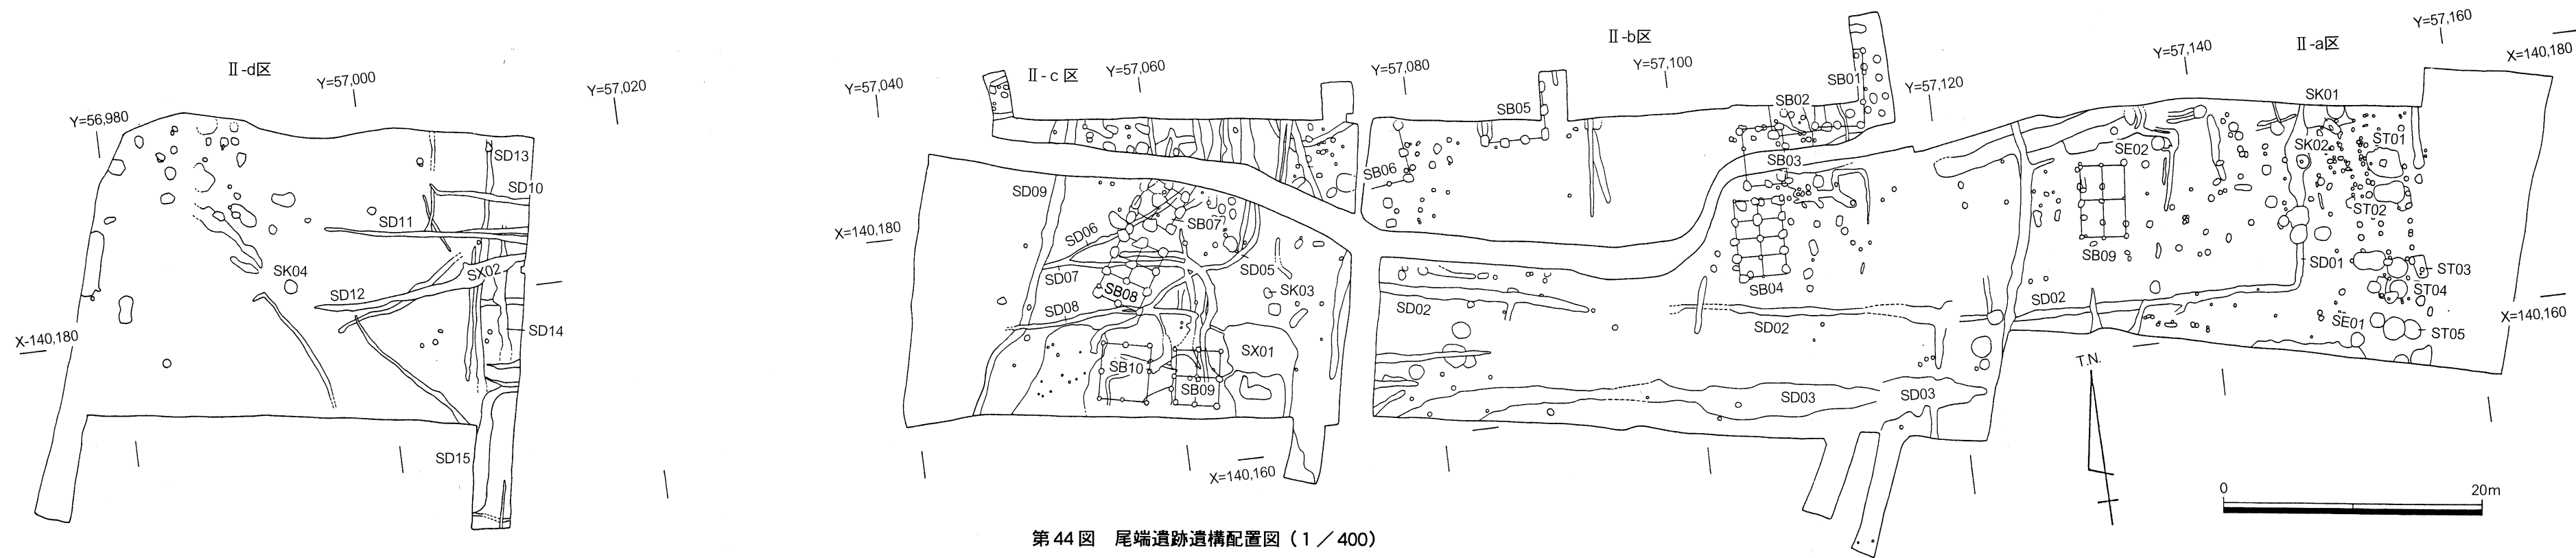 Ⅱ-d区
Y=56,980
Y=57,000
Y=57,020
SD13
SD10
SD11
SK04
SX02
SD12
SD14
X-140,180
SD15
Y=57,040
Ⅱ-c区
Y=57,060
X=140,180
SD09
SD06
SB07
SD07
SD05
SB08
SK03
SD08
SX01
SB10
SB09
X=140,160
Ⅱ-b区
Y=57,080
Y=57,100
Y=57,120
SB05
SB06
SB01
SB02
SB03
SB04
SD02
SD02
SD03
SD03
Ⅱ-a区
Y=57,140
Y=57,160
X=140,180
SK01
SE02
SK02
ST01
ST02
SB09
SD01
ST03
ST04
SD02
SE01
ST05
X=140,160
T.N.
0
20m
第44図 尾端遺跡遺構配置図（1／400）